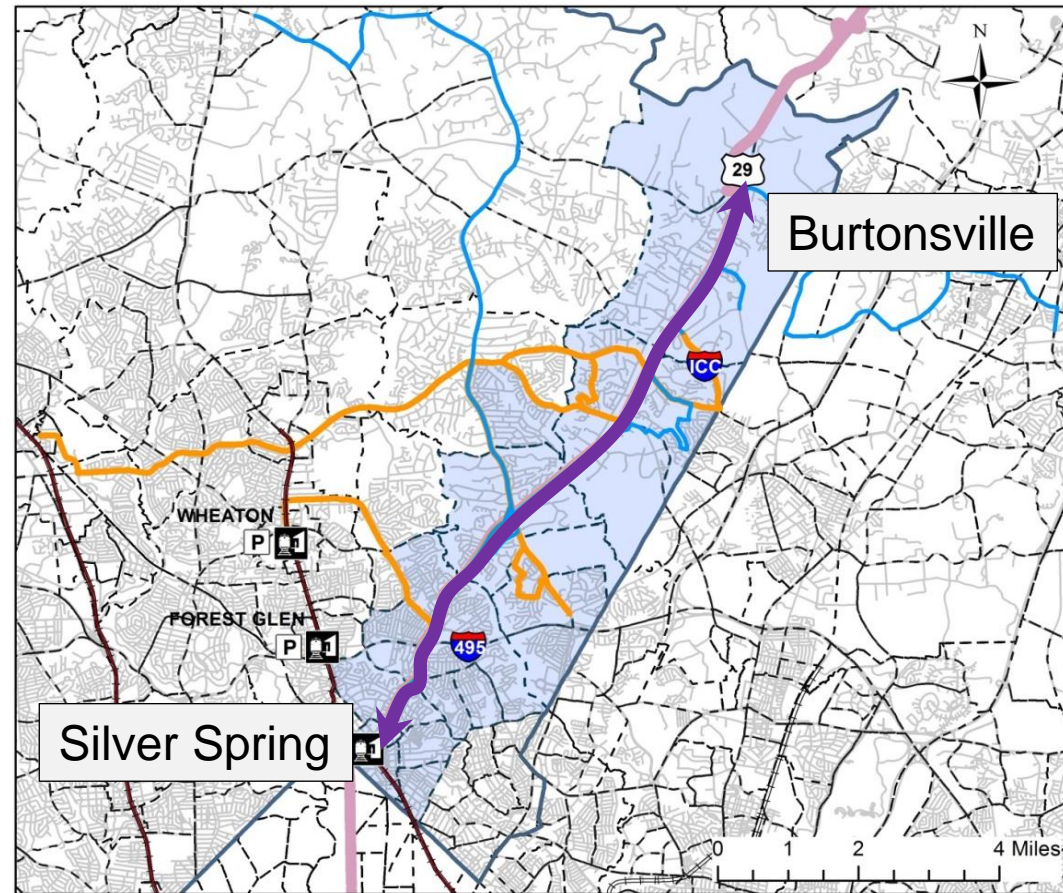 N
29
Burtonsville
ICC
WHEATON
P
FOREST GLEN
P
495
Silver Spring
0 1 2 4 Miles